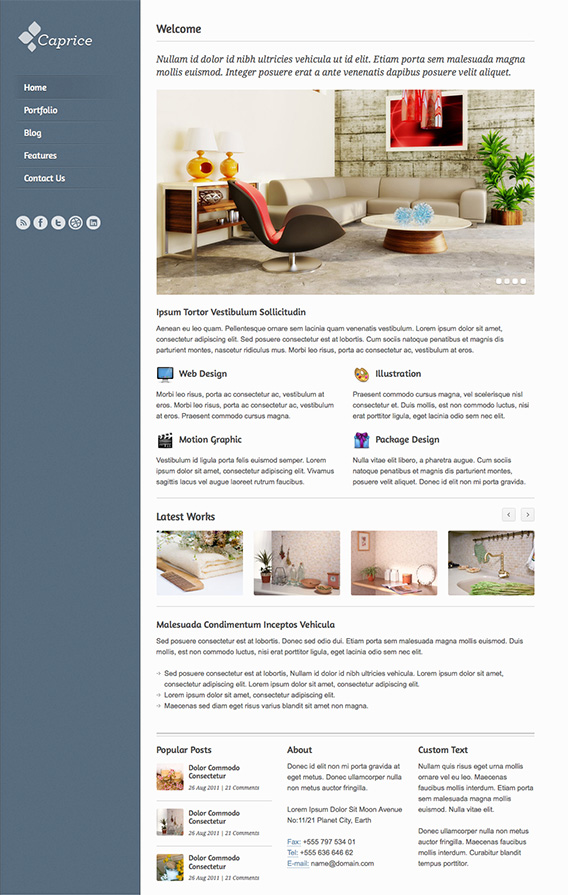 Caprice
Home
Portfolio
Blog
Features
Contact Us
Welcome
Nullam id dolor id nibh ultricies vehicula ut id elit. Etiam porta sem malesuada magna
mollis euismod. Integer posuere erat a ante venenatis dapibus posuere velit aliquet.
Ipsum Tortor Vestibulum Sollicitudin
Aenean eu leo quam. Pellentesque ornare sem lacinia quam venenatis vestibulum. Lorem ipsum dolor sit amet,
consectetur adipiscing elit. Sed posuere consectetur est at lobortis. Cum sociis natoque penatibus et magnis dis
parturient montes, nascetur ridiculus mus. Morbi leo risus, porta ac consectetur ac, vestibulum at eros.
Web Design
Morbi leo risus, porta ac consectetur ac, vestibulum at
eros. Morbi leo risus, porta ac consectetur ac, vestibulum
at eros. Praesent commodo cursus magna.
Illustration
Praesent commodo cursus magna, vel scelerisque nisl
consectetur et. Duis mollis, est non commodo luctus, nisi
erat porttitor ligula, eget lacinia odio sem nec elit.
Motion Graphic
Vestibulum id ligula porta felis euismod semper. Lorem
ipsum dolor sit amet, consectetur adipiscing elit. Vivamus
sagittis lacus vel augue laoreet rutrum faucibus.
Package Design
Nulla vitae elit libero, a pharetra augue. Cum sociis
natoque penatibus et magnis dis parturient montes,
posuere velit aliquet. Donec id elit non mi porta gravida.
Latest Works
Malesuada Condimentum Inceptos Vehicula
Sed posuere consectetur est at lobortis. Donec sed odio dui. Etiam porta sem malesuada magna mollis euismod. Duis
mollis, est non commodo luctus, nisi erat porttitor ligula, eget lacinia odio sem nec elit.
Sed posuere consectetur est at lobortis, Nullam id dolor id nibh ultricies vehicula. Lorem ipsum dolor sit amet,
consectetur adipiscing elit. Lorem ipsum dolor sit amet, consectetur adipiscing elit.
Lorem ipsum dolor sit amet, consectetur adipiscing elit.
Maecenas sed diam eget risus varius blandit sit amet non magna.
Popular Posts
Dolor Commodo
Consectetur
26 Aug 2011 | 21 Comments
Dolor Commodo
Consectetur
26 Aug 2011 | 21 Comments
Dolor Commodo
Consectetur
26 Aug 2011 | 21 Comments
About
Donec id elit non mi porta gravida at
eget metus. Donec ullamcorper nulla
non metus auctor fringilla.
Lorem Ipsum Dolor Sit Moon Avenue
No:11/21 Planet City, Earth
Fax: +555 797 534 01
Tel: +555 636 646 62
E-mail: name@domain.com
Custom Text
Nullam quis risus eget urna mollis
ornare vel eu leo. Maecenas
faucibus mollis interdum. Etiam porta
sem malesuada magna mollis
euismod. Nulla vitae elit.
Donec ullamcorper nulla non metus
auctor fringilla. Maecenas faucibus
mollis interdum. Curabitur blandit
tempus porttitor.